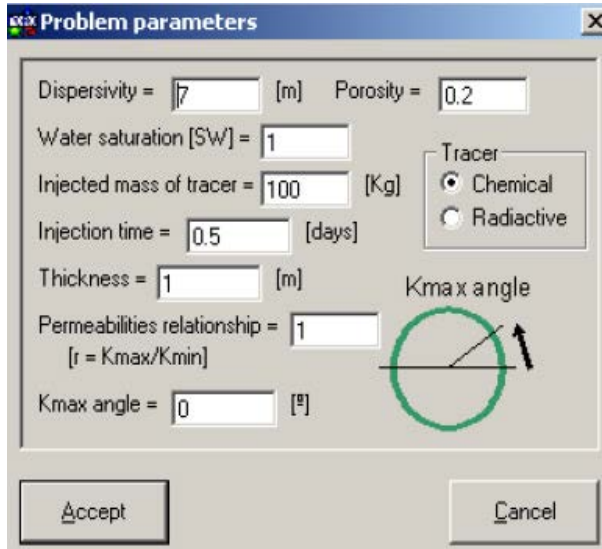 Problem parameters
Dispersivity = 7 [m] Porosity = 0.2
Water saturation [SW] = 1
Tracer
Injected mass of tracer = 100 [Kg]
Chemical
Radiactive
Injection time = 0.5 [days]
Thickness = 1 [m]
Kmax angle
Permeabilities relationship = 1
[r = Kmax/Kmin]
Kmax angle = 0 [º]
Accept
Cancel